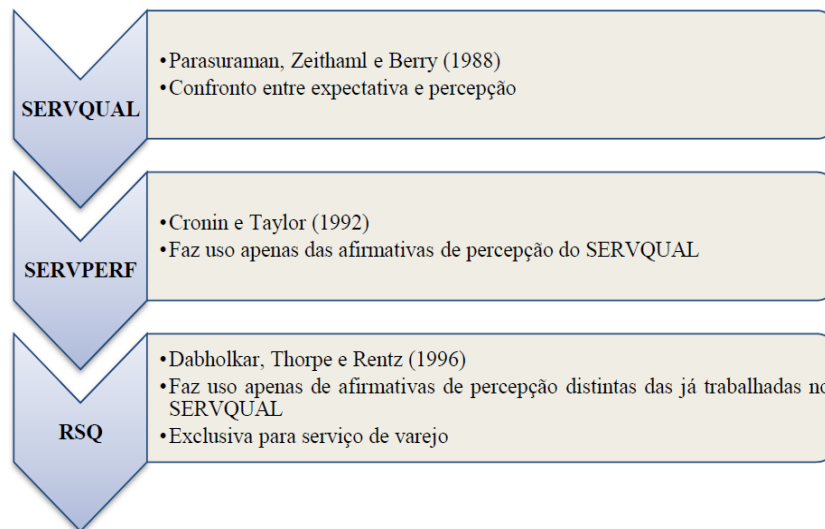 SERVQUAL
•Parasuraman, Zeithaml e Berry (1988)
•Confronto entre expectativa e percepção
SERVPERF
•Cronin e Taylor (1992)
•Faz uso apenas das afirmativas de percepção do SERVQUAL
RSQ
•Dabholkar, Thorpe e Rentz (1996)
•Faz uso apenas de afirmativas de percepção distintas das já trabalhadas no
SERVQUAL
•Exclusiva para serviço de varejo